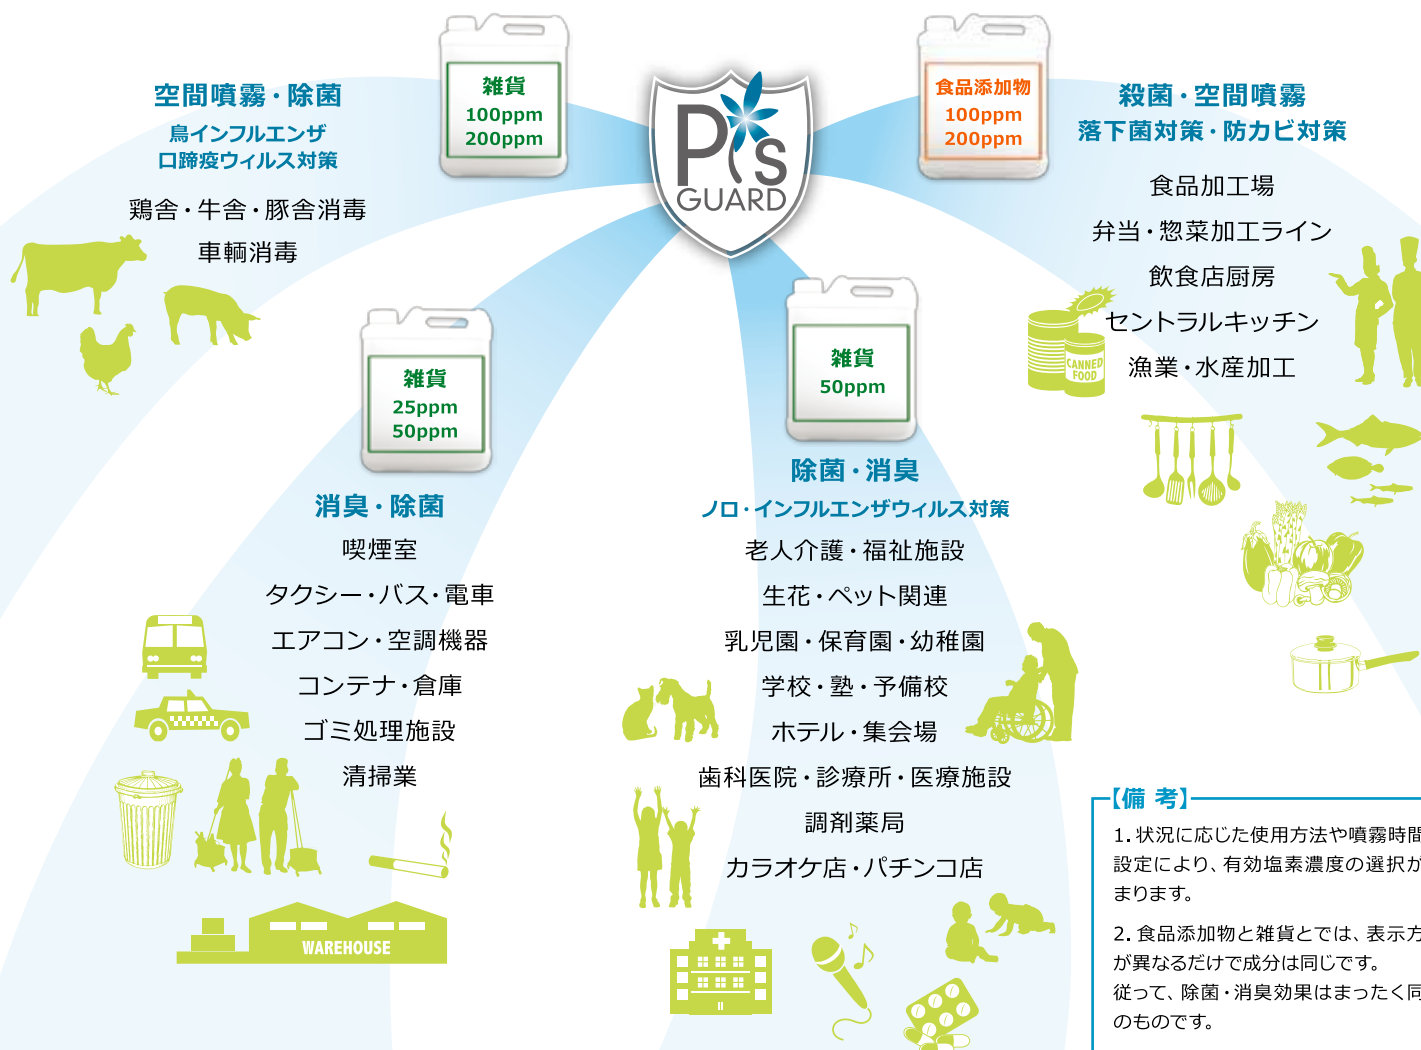 空間噴霧・除菌
鳥インフルエンザ
口蹄疫ウィルス対策
鶏舎・牛舎・豚舎消毒
車輌消毒
雑貨
100ppm
200ppm
P's
GUARD
食品添加物
100ppm
200ppm
殺菌・空間噴霧
落下菌対策・防カビ対策
食品加工場
弁当・惣菜加工ライン
飲食店厨房
セントラルキッチン
漁業・水産加工
CANNED
FOOD
雑貨
25ppm
50ppm
消臭・除菌
喫煙室
タクシー・バス・電車
エアコン・空調機器
コンテナ・倉庫
ゴミ処理施設
清掃業
WAREHOUSE
雑貨
50ppm
除菌・消臭
ノロ・インフルエンザウィルス対策
老人介護・福祉施設
生花・ペット関連
乳児園・保育園・幼稚園
学校・塾・予備校
ホテル・集会場
歯科医院・診療所・医療施設
調剤薬局
カラオケ店・パチンコ店
【備 考】
1. 状況に応じた使用方法や噴霧時間
設定により、有効塩素濃度の選択が
まります。
2. 食品添加物と雑貨とでは、表示方
が異なるだけで成分は同じです。
従って、除菌・消臭効果はまったく同
のものです。